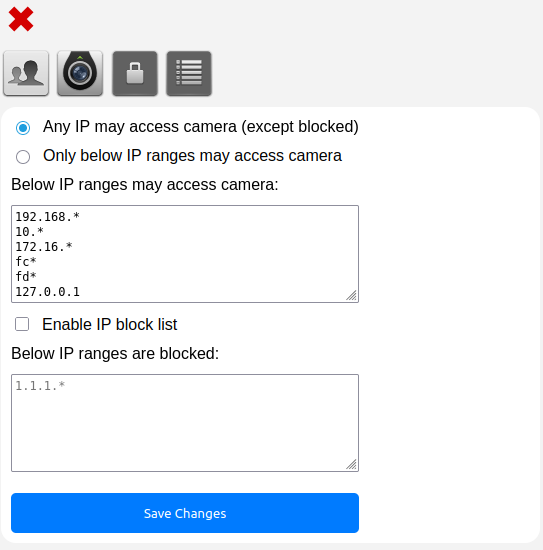 Any IP may access camera (except blocked)
Only below IP ranges may access camera
Below IP ranges may access camera:
192.168.*
10.*
172.16.*
fc*
fd*
127.0.0.1
Enable IP block list
Below IP ranges are blocked:
1.1.1.*
Save Changes